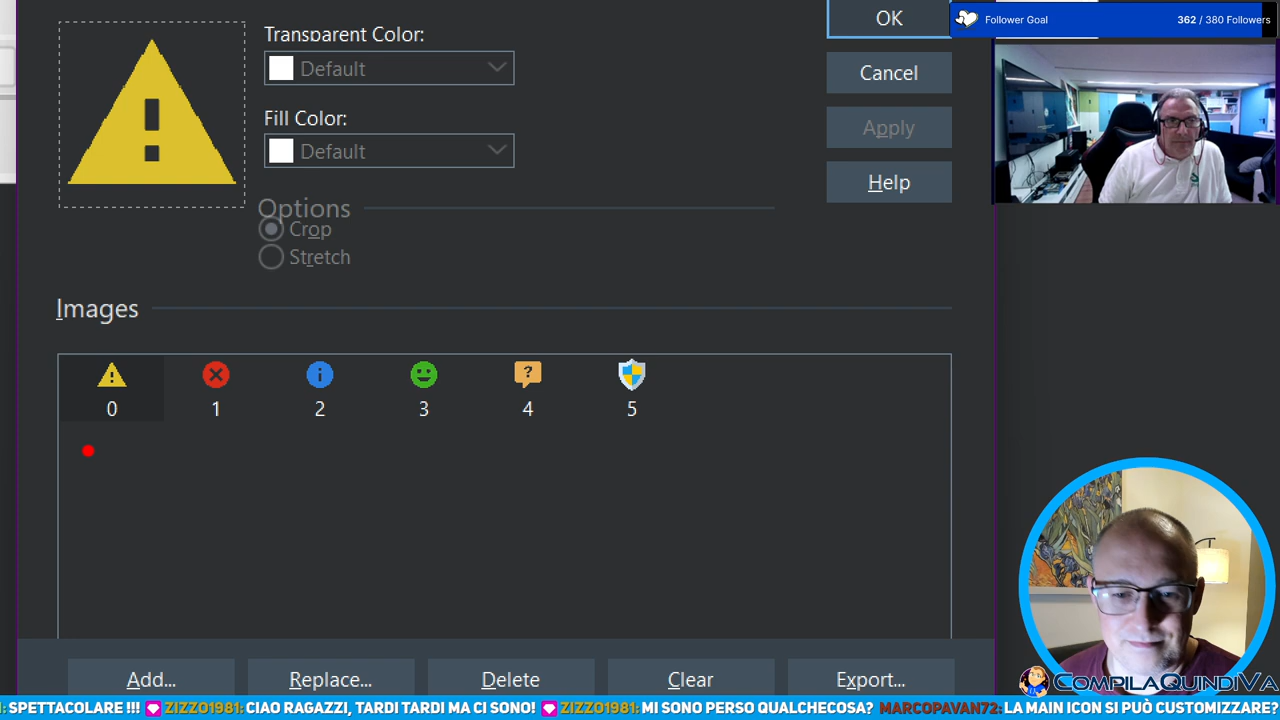 Transparent Color:
Default
Fill Color:
Default
Options
Crop
Stretch
OK
Cancel
Apply
Help
Follower Goal
362 / 380 Followers
Images
0 1 2 3 4 5
Add... Replace... Delete Clear Export...
COMPILAQUINDIVA
: SPETTACOLARE !!! ZIZZO1981: CIAO RAGAZZI, TARDI TARDI MA CI SONO! ZIZZO1981: MI SONO PERSO QUALCHECOSA? MARCOPAVAN72: LA MAIN ICON SI PUÒ CUSTOMIZZARE?